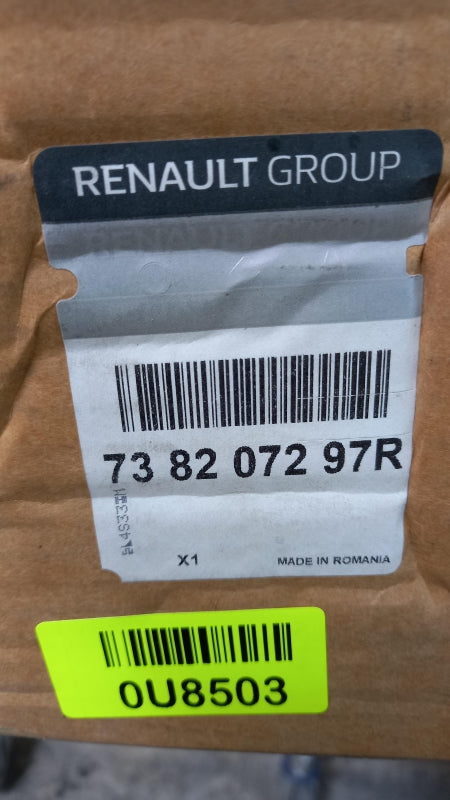 RENAULT GROUP
73 82 072 97R
X1
MADE IN ROMANIA
0U8503